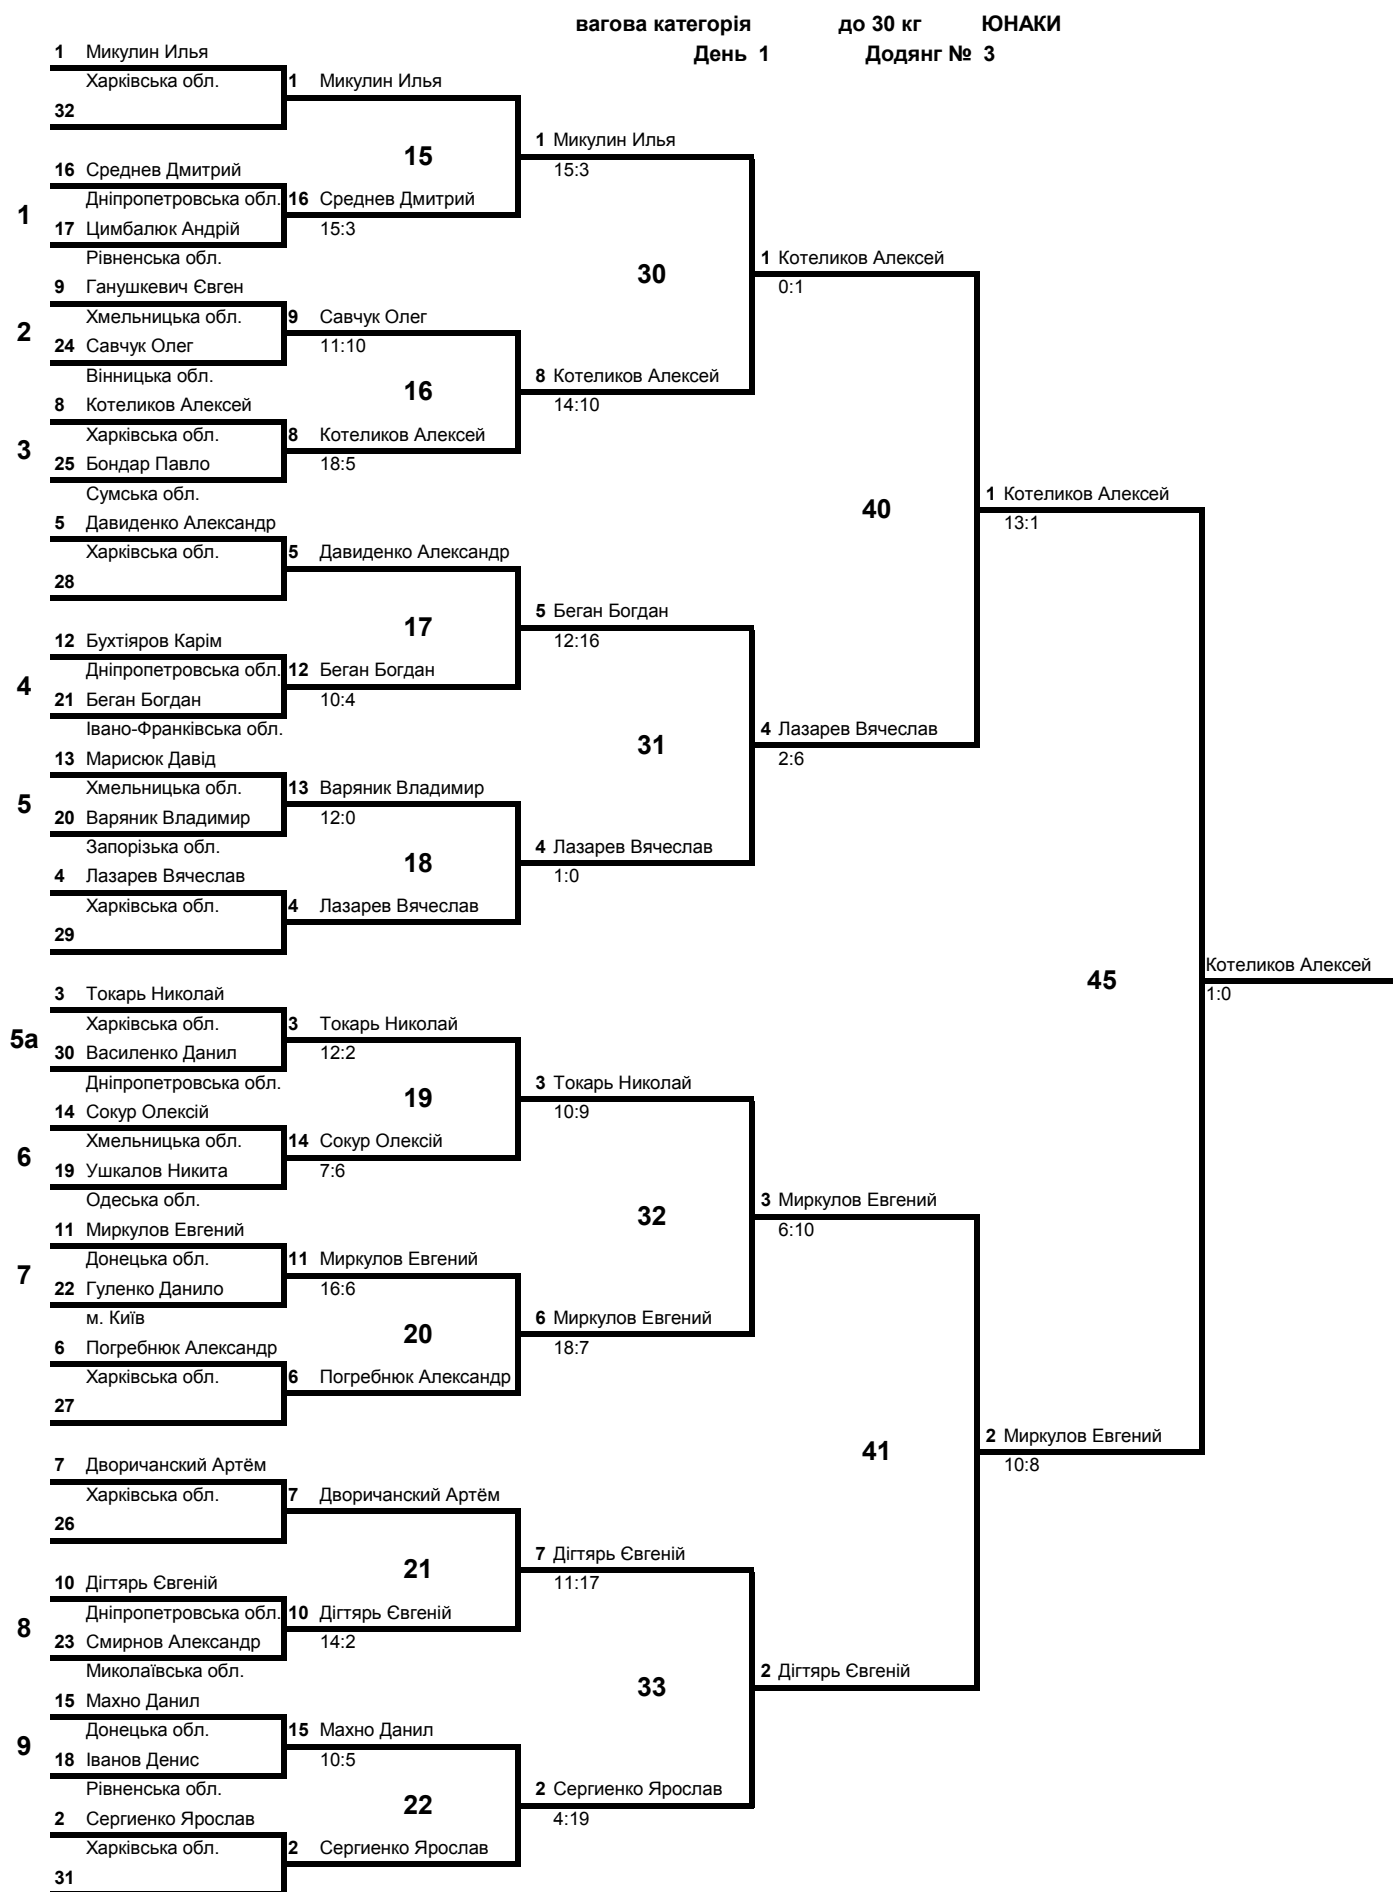 вагова категорія до 30 кг ЮНАКИ
День 1 Додянг № 3
1 Микулин Илья
Харківська обл.
1 Микулин Илья
32
1 Микулин Илья
15
15:3
16 Среднев Дмитрий
Дніпропетровська обл.
16 Среднев Дмитрий
1
17 Цимбалюк Андрій
15:3
Рівненська обл.
1 Котеликов Алексей
30
0:1
9 Ганушкевич Євген
Хмельницька обл.
9 Савчук Олег
2
24 Савчук Олег
11:10
Вінницька обл.
8 Котеликов Алексей
16
14:10
8 Котеликов Алексей
Харківська обл.
8 Котеликов Алексей
3
25 Бондар Павло
18:5
Сумська обл.
1 Котеликов Алексей
40
13:1
5 Давиденко Александр
Харківська обл.
5 Давиденко Александр
28
5 Беган Богдан
17
12:16
12 Бухтіяров Карім
Дніпропетровська обл.
12 Беган Богдан
4
21 Беган Богдан
10:4
Івано-Франківська обл.
4 Лазарев Вячеслав
31
2:6
13 Марисюк Давід
Хмельницька обл.
13 Варяник Владимир
5
20 Варяник Владимир
12:0
Запорізька обл.
4 Лазарев Вячеслав
18
1:0
4 Лазарев Вячеслав
Харківська обл.
4 Лазарев Вячеслав
29
Котеликов Алексей
45
1:0
3 Токарь Николай
Харківська обл.
3 Токарь Николай
5а
30 Василенко Данил
12:2
Дніпропетровська обл.
3 Токарь Николай
19
10:9
14 Сокур Олексій
Хмельницька обл.
14 Сокур Олексій
6
19 Ушкалов Никита
7:6
Одеська обл.
3 Миркулов Евгений
32
6:10
11 Миркулов Евгений
Донецька обл.
11 Миркулов Евгений
7
22 Гуленко Данило
16:6
м. Київ
6 Миркулов Евгений
20
18:7
6 Погребнюк Александр
Харківська обл.
6 Погребнюк Александр
27
2 Миркулов Евгений
41
10:8
7 Дворичанский Артём
Харківська обл.
7 Дворичанский Артём
26
7 Дігтярь Євгеній
21
11:17
10 Дігтярь Євгеній
Дніпропетровська обл.
10 Дігтярь Євгеній
8
23 Смирнов Александр
14:2
Миколаївська обл.
2 Дігтярь Євгеній
33
15 Махно Данил
Донецька обл.
15 Махно Данил
9
18 Іванов Денис
10:5
Рівненська обл.
2 Сергиенко Ярослав
22
4:19
2 Сергиенко Ярослав
Харківська обл.
2 Сергиенко Ярослав
31